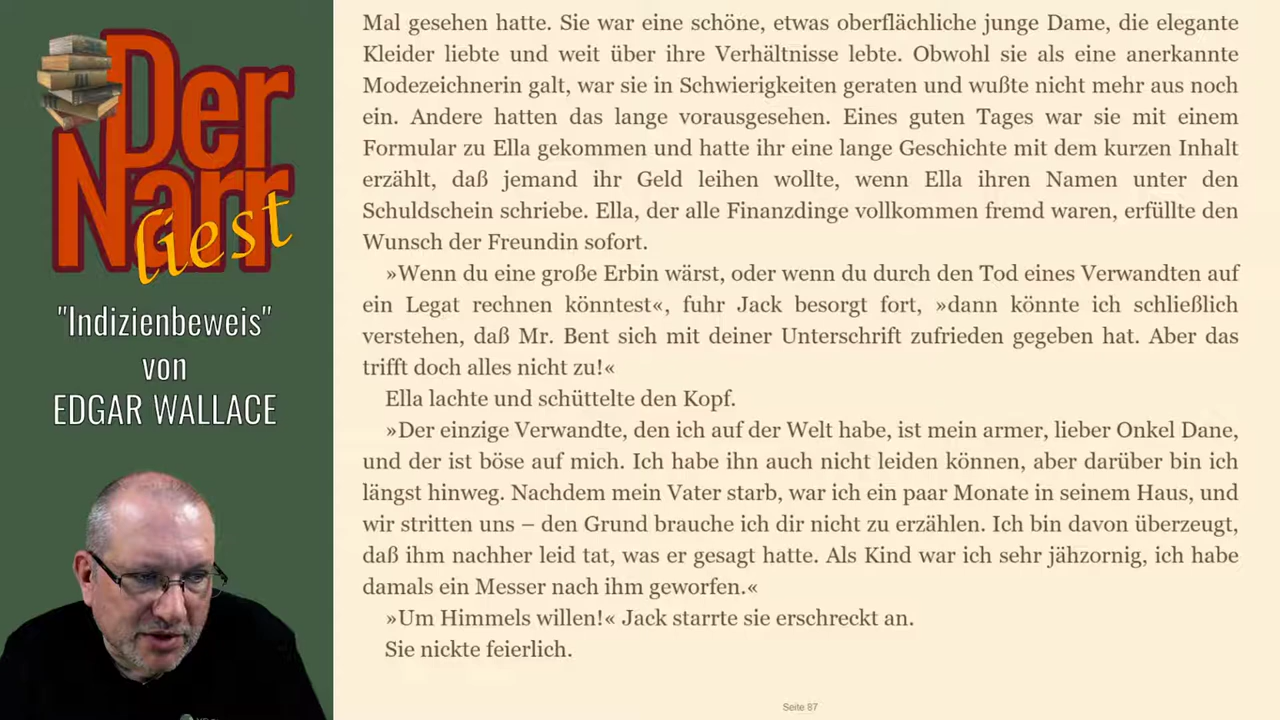 Der
Narr
liest
"Indizienbeweis"
von
EDGAR WALLACE
Mal gesehen hatte. Sie war eine schöne, etwas oberflächliche junge Dame, die elegante
Kleider liebte und weit über ihre Verhältnisse lebte. Obwohl sie als eine anerkannte
Modezeichnerin galt, war sie in Schwierigkeiten geraten und wußte nicht mehr aus noch
ein. Andere hatten das lange vorausgesehen. Eines guten Tages war sie mit einem
Formular zu Ella gekommen und hatte ihr eine lange Geschichte mit dem kurzen Inhalt
erzählt, daß jemand ihr Geld leihen wollte, wenn Ella ihren Namen unter den
Schuldschein schriebe. Ella, der alle Finanzdinge vollkommen fremd waren, erfüllte den
Wunsch der Freundin sofort.
»Wenn du eine große Erbin wärst, oder wenn du durch den Tod eines Verwandten auf
ein Legat rechnen könntest«, fuhr Jack besorgt fort, »dann könnte ich schließlich
verstehen, daß Mr. Bent sich mit deiner Unterschrift zufrieden gegeben hat. Aber das
trifft doch alles nicht zu!«
Ella lachte und schüttelte den Kopf.
»Der einzige Verwandte, den ich auf der Welt habe, ist mein armer, lieber Onkel Dane,
und der ist böse auf mich. Ich habe ihn auch nicht leiden können, aber darüber bin ich
längst hinweg. Nachdem mein Vater starb, war ich ein paar Monate in seinem Haus, und
wir stritten uns – den Grund brauche ich dir nicht zu erzählen. Ich bin davon überzeugt,
daß ihm nachher leid tat, was er gesagt hatte. Als Kind war ich sehr jähzornig, ich habe
damals ein Messer nach ihm geworfen.«
»Um Himmels willen!« Jack starrte sie erschreckt an.
Sie nickte feierlich.
Seite 87